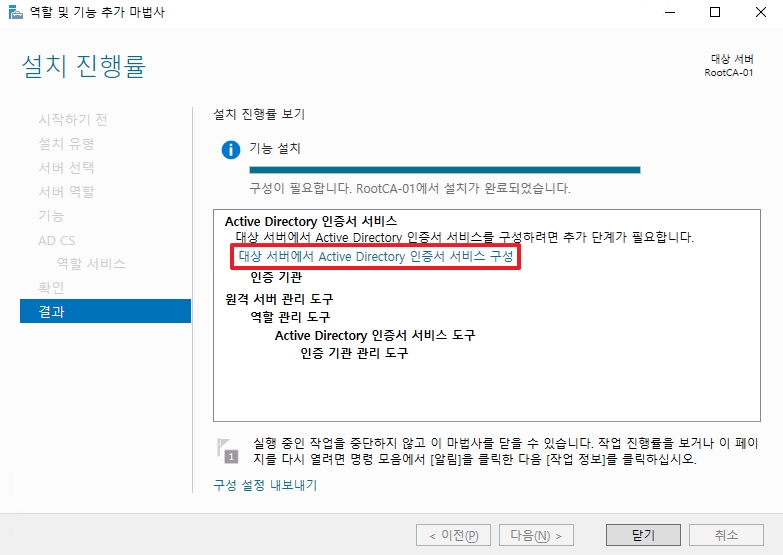 역할 및 기능 추가 마법사
설치 진행률
대상 서버
RootCA-01
시작하기 전
설치 유형
서버 선택
서버 역할
기능
AD CS
역할 서비스
확인
결과
설치 진행률 보기
기능 설치
구성이 필요합니다. RootCA-01에서 설치가 완료되었습니다.
Active Directory 인증서 서비스
대상 서버에서 Active Directory 인증서 서비스를 구성하려면 추가 단계가 필요합니다.
대상 서버에서 Active Directory 인증서 서비스 구성
인증 기관
원격 서버 관리 도구
역할 관리 도구
Active Directory 인증서 서비스 도구
인증 기관 관리 도구
1
실행 중인 작업을 중단하지 않고 이 마법사를 닫을 수 있습니다. 작업 진행률을 보거나 이 페이
지를 다시 열려면 명령 모음에서 [알림]을 클릭한 다음 [작업 정보]를 클릭하십시오.
구성 설정 내보내기
< 이전(P)
다음(N) >
닫기
취소